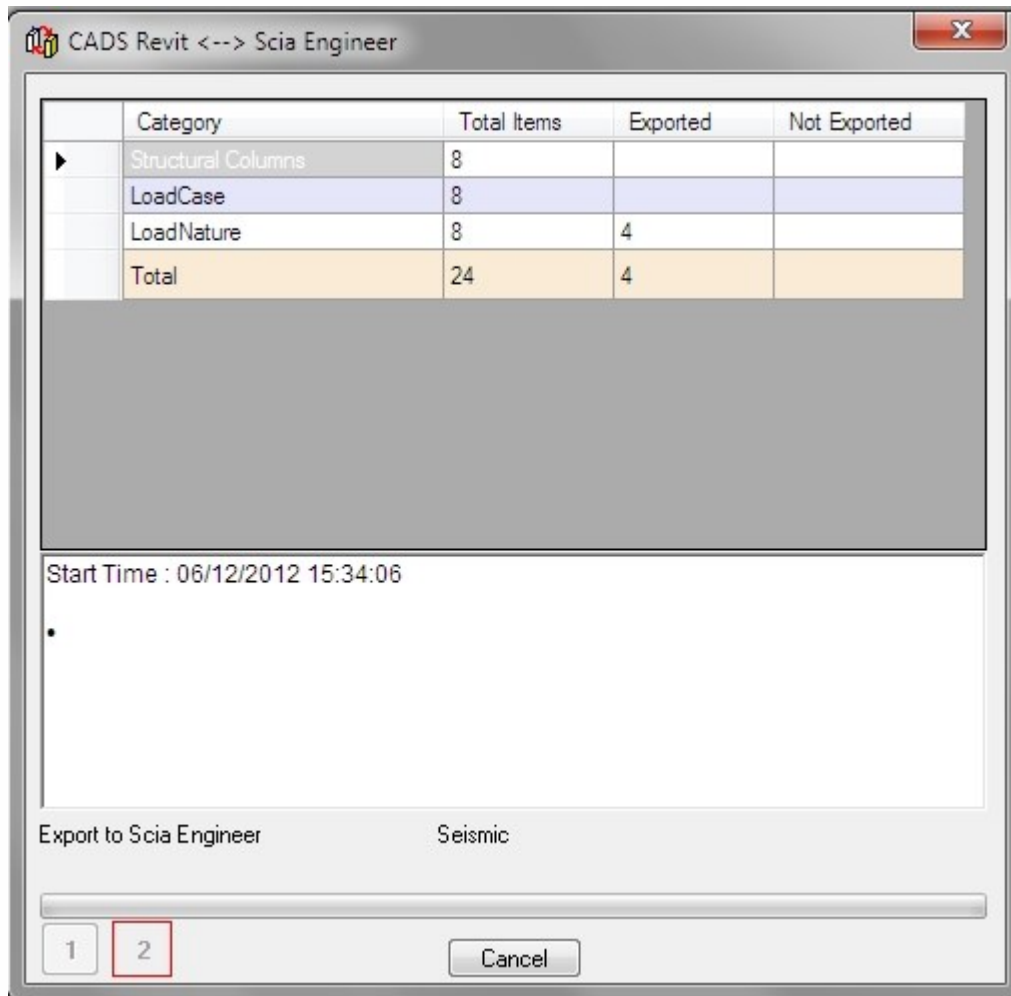 CADS Revit <--> Scia Engineer
x
Category Total Items Exported Not Exported
Structural Columns 8
LoadCase 8
LoadNature 8 4
Total 24 4
Start Time : 06/12/2012 15:34:06
•
Export to Scia Engineer Seismic
1 2 Cancel